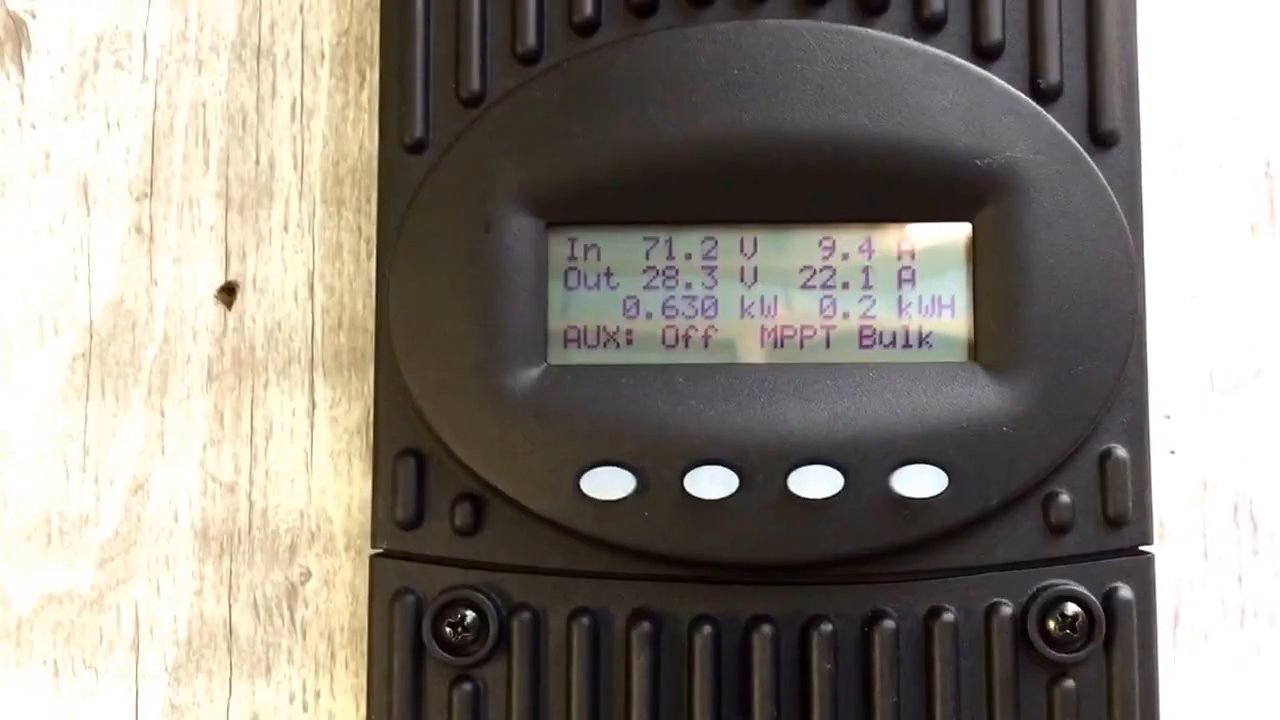 In 71.2 V 9.4 A
Out 28.3 V 22.1 A
0.630 kW 0.2 kWH
AUX: Off MPPT Bulk